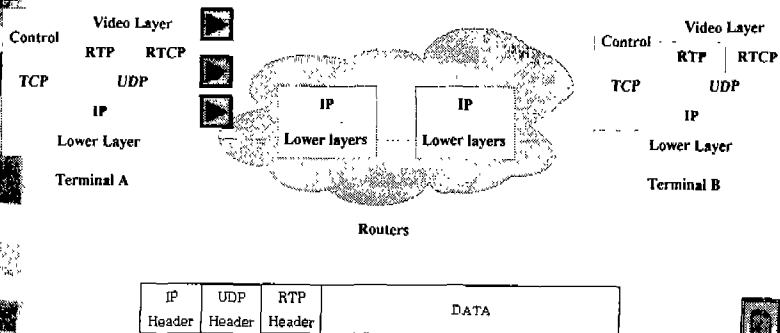 Video Layer
Control
RTP RTCP
TCP UDP
IP
Lower Layer
Terminal A
IP
Lower layers
IP
Lower layers
Routers
Video Layer
Control
RTP RTCP
TCP UDP
IP
Lower Layer
Terminal B
IP Header
UDP Header
RTP Header
DATA